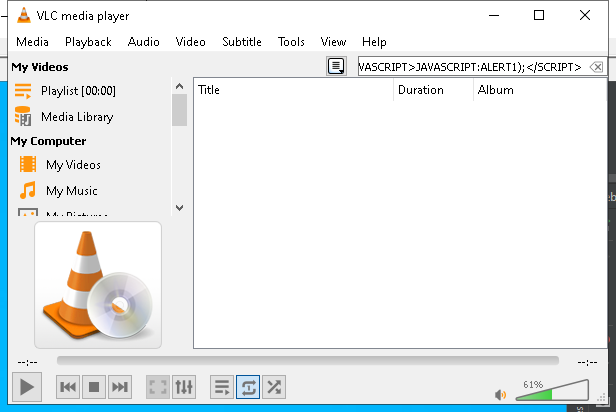 VLC media player
Media Playback Audio Video Subtitle Tools View Help
My Videos
VASCRIPT>JAVASCRIPT:ALERT1);</SCRIPT>
Playlist [00:00]
Media Library
My Computer
My Videos
My Music
My Pictures
Title Duration Album
--:-- --:--
61%